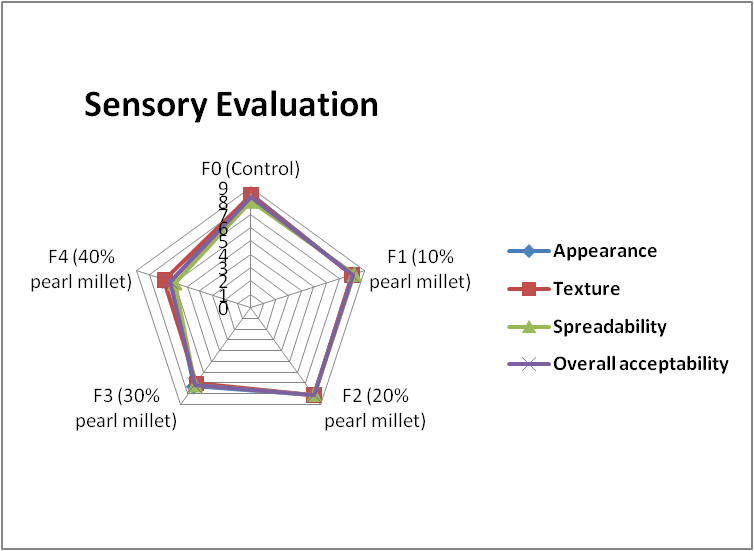 Sensory Evaluation
F0 (Control)
9
8
7
6
5
4
3
2
1
0
F1 (10%
pearl millet)
F2 (20%
pearl millet)
F3 (30%
pearl millet)
F4 (40%
pearl millet)
Appearance
Texture
Spreadability
Overall acceptability